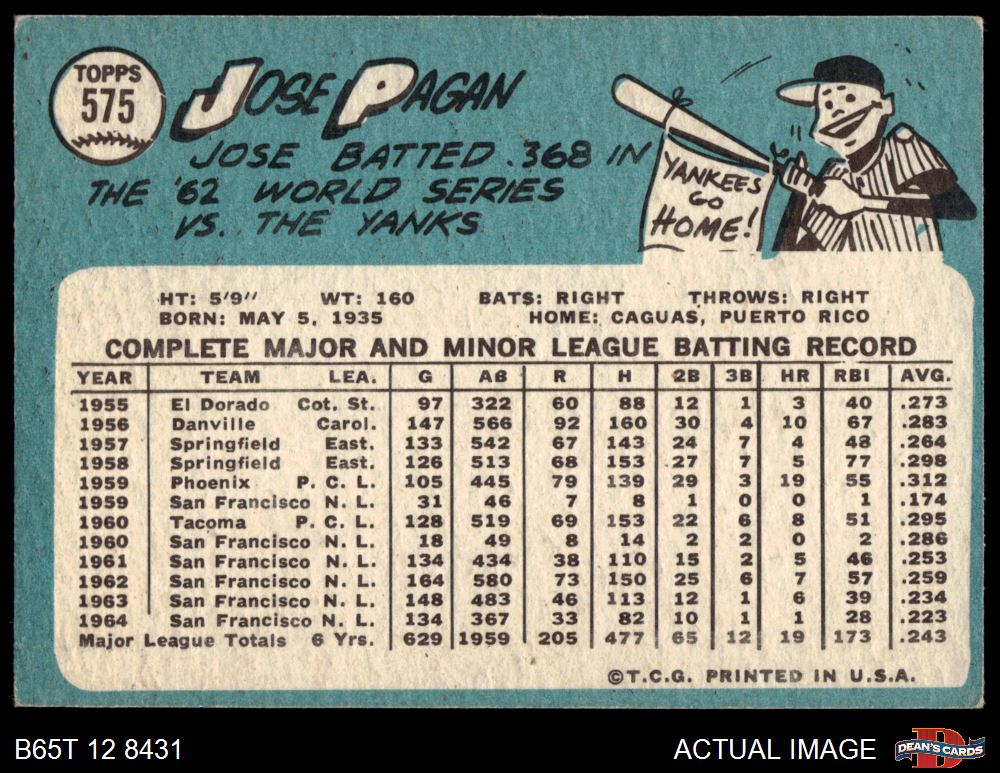 TOPPS
575
JOSE PAGAN
JOSE BATTED .368 IN
THE '62 WORLD SERIES
VS. THE YANKS
YANKEES
GO
HOME!
HT: 5'9" WT: 160 BATS: RIGHT THROWS: RIGHT
BORN: MAY 5, 1935 HOME: CAGUAS, PUERTO RICO
COMPLETE MAJOR AND MINOR LEAGUE BATTING RECORD
YEAR TEAM LEA. G AB R H 2B 3B HR RBI AVG.
1955 El Dorado Cot. St. 97 322 60 88 12 1 3 40 .273
1956 Danville Carol. 147 566 92 160 30 4 10 67 .283
1957 Springfield East. 133 542 67 143 24 7 4 48 .264
1958 Springfield East. 126 513 68 153 27 7 5 77 .298
1959 Phoenix P. C. L. 105 445 79 139 29 3 19 55 .312
1959 San Francisco N. L. 31 46 7 8 1 0 0 1 .174
1960 Tacoma P. C. L. 128 519 69 153 22 6 8 51 .295
1960 San Francisco N. L. 18 49 8 14 2 2 0 2 .286
1961 San Francisco N. L. 134 434 38 110 15 2 5 46 .253
1962 San Francisco N. L. 164 580 73 150 25 6 7 57 .259
1963 San Francisco N. L. 148 483 46 113 12 1 6 39 .234
1964 San Francisco N. L. 134 367 33 82 10 1 1 28 .223
Major League Totals 6 Yrs. 629 1959 205 477 65 12 19 173 .243
©T.C.G. PRINTED IN U.S.A.
B65T 12 8431 ACTUAL IMAGE
D
DEAN'S CARDS